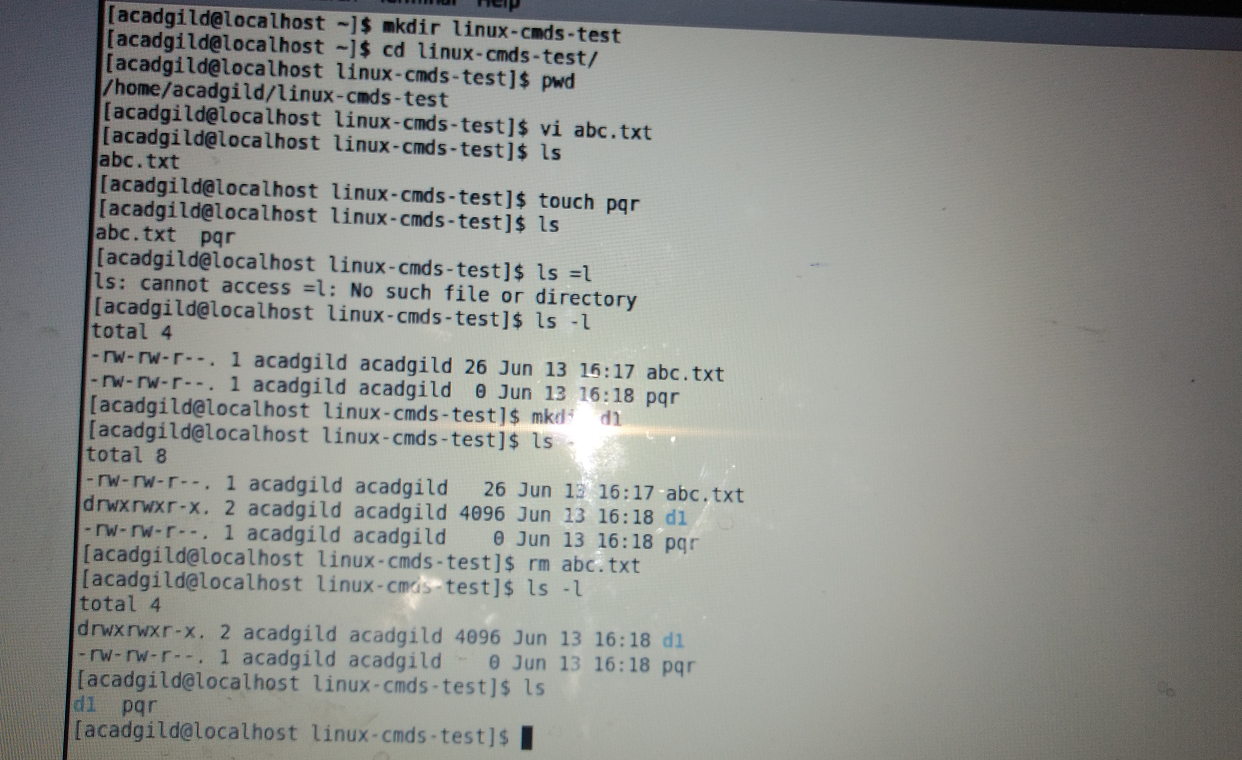 Help
[acadgild@localhost ~]$ mkdir linux-cmds-test
[acadgild@localhost ~]$ cd linux-cmds-test/
[acadgild@localhost linux-cmds-test]$ pwd
/home/acadgild/linux-cmds-test
[acadgild@localhost linux-cmds-test]$ vi abc.txt
[acadgild@localhost linux-cmds-test]$ ls
abc.txt
[acadgild@localhost linux-cmds-test]$ touch pqr
[acadgild@localhost linux-cmds-test]$ ls
abc.txt  pqr
[acadgild@localhost linux-cmds-test]$ ls =l
ls: cannot access =l: No such file or directory
[acadgild@localhost linux-cmds-test]$ ls -l
total 4
-rw-rw-r--. 1 acadgild acadgild 26 Jun 13 16:17 abc.txt
-rw-rw-r--. 1 acadgild acadgild  0 Jun 13 16:18 pqr
[acadgild@localhost linux-cmds-test]$ mkdir d1
[acadgild@localhost linux-cmds-test]$ ls
total 8
-rw-rw-r--. 1 acadgild acadgild   26 Jun 13 16:17 abc.txt
drwxrwxr-x. 2 acadgild acadgild 4096 Jun 13 16:18 d1
-rw-rw-r--. 1 acadgild acadgild    0 Jun 13 16:18 pqr
[acadgild@localhost linux-cmds-test]$ rm abc.txt
[acadgild@localhost linux-cmds-test]$ ls -l
total 4
drwxrwxr-x. 2 acadgild acadgild 4096 Jun 13 16:18 d1
-rw-rw-r--. 1 acadgild acadgild    0 Jun 13 16:18 pqr
[acadgild@localhost linux-cmds-test]$ ls
d1  pqr
[acadgild@localhost linux-cmds-test]$